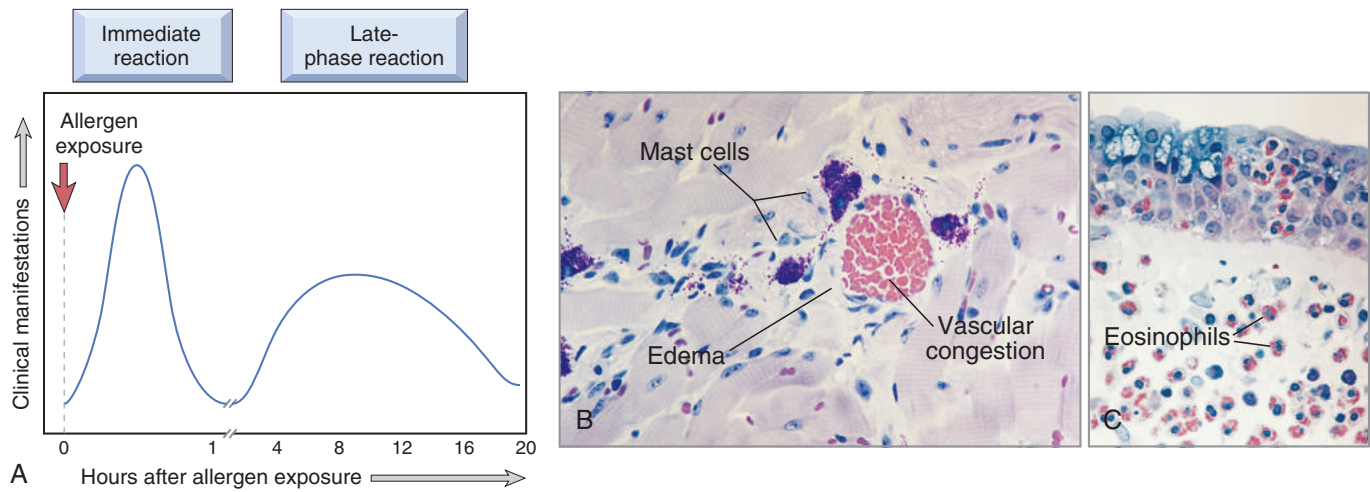 Immediate
reaction
Late-
phase reaction
Allergen
exposure
Clinical manifestations
0 1 4 8 12 16 20
Hours after allergen exposure
A
Mast cells
Edema
Vascular
congestion
B
Eosinophils
C